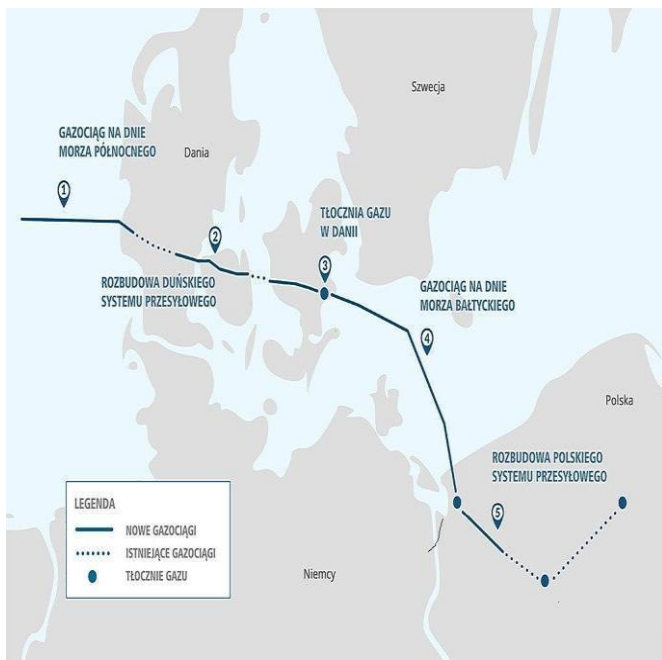 Szwecja
GAZOCIĄG NA DNIE
MORZA PÓŁNOCNEGO
Dania
1
TŁOCZNIA GAZU
W DANII
2
3
ROZBUDOWA DUŃSKIEGO
SYSTEMU PRZESYŁOWEGO
GAZOCIĄG NA DNIE
MORZA BAŁTYCKIEGO
4
Polska
ROZBUDOWA POLSKIEGO
SYSTEMU PRZESYŁOWEGO
5
LEGENDA
NOWE GAZOCIĄGI
ISTNIEJĄCE GAZOCIĄGI
TŁOCZNIE GAZU
Niemcy